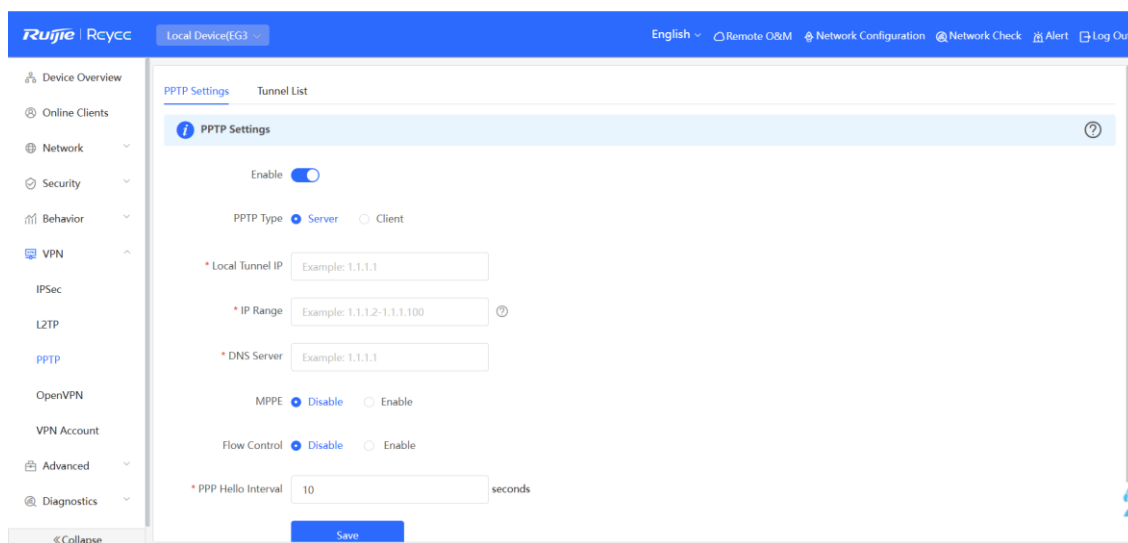 Ruijie | Rcycc Local Device(EG3 English Remote O&M Network Configuration Network Check Alert Log Ou
Device Overview
Online Clients
Network
Security
Behavior
VPN
IPSec
L2TP
PPTP
OpenVPN
VPN Account
Advanced
Diagnostics
«Collapse
PPTP Settings Tunnel List
PPTP Settings
Enable
PPTP Type Server Client
* Local Tunnel IP Example: 1.1.1.1
* IP Range Example: 1.1.1.2-1.1.1.100
* DNS Server Example: 1.1.1.1
MPPE Disable Enable
Flow Control Disable Enable
* PPP Hello Interval 10 seconds
Save